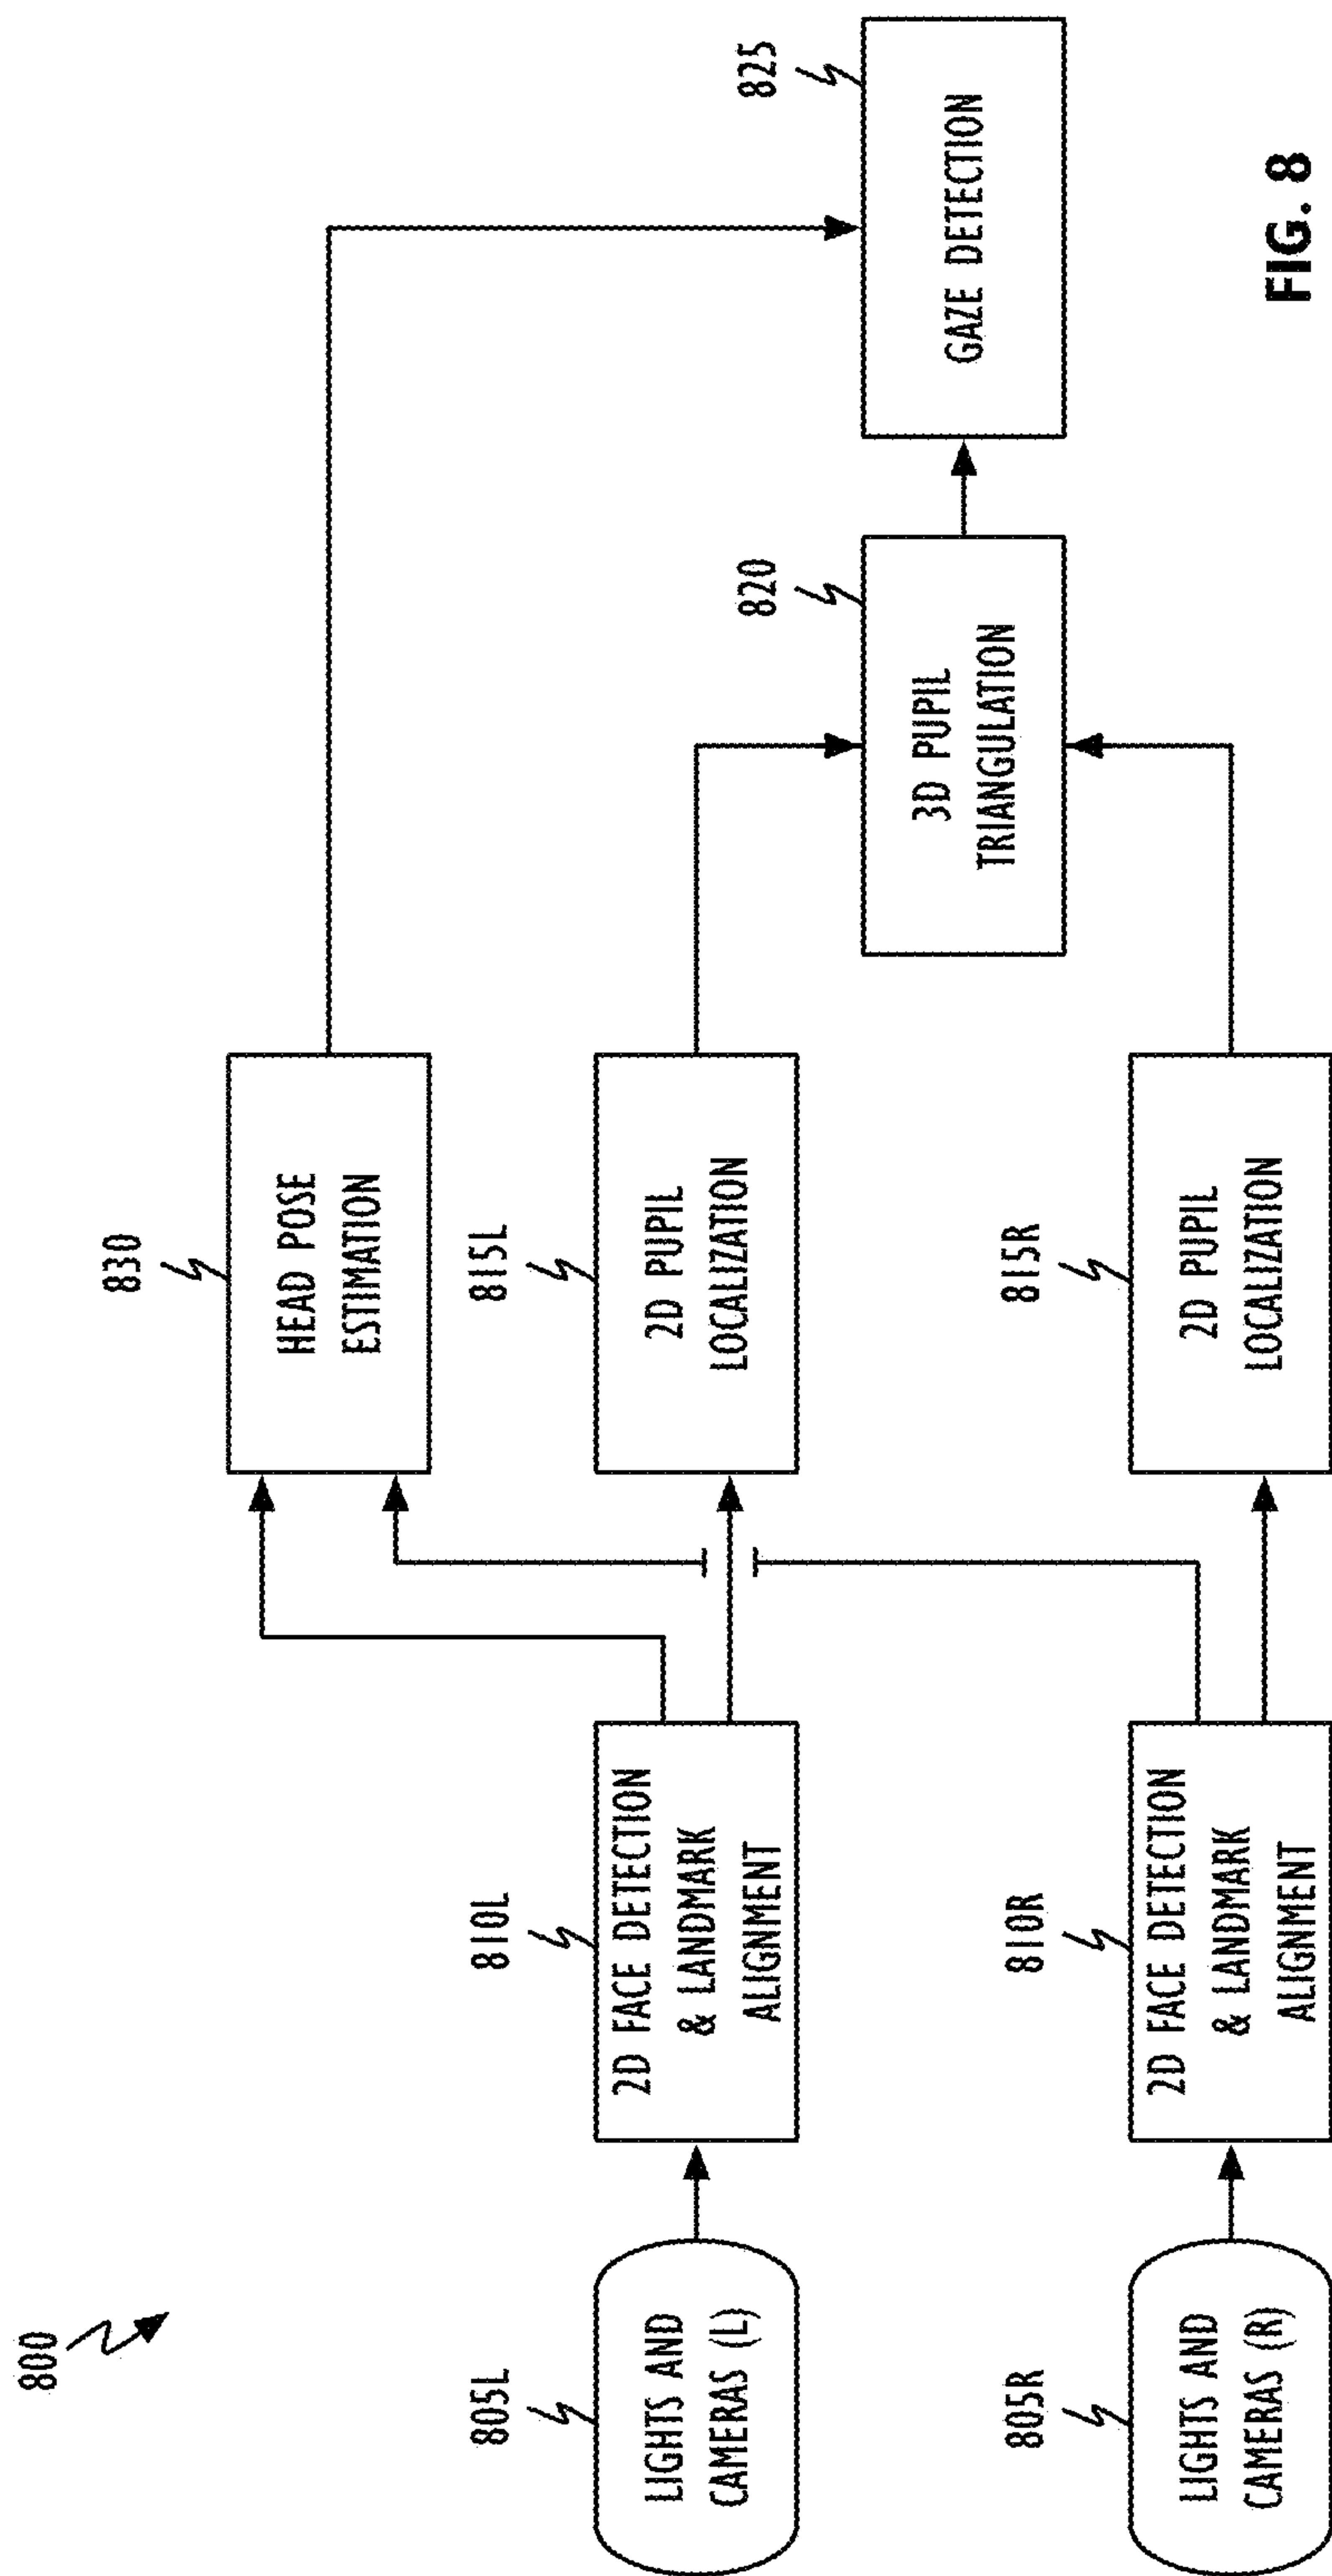 800
830
HEAD POSE
ESTIMATION
805L
LIGHTS AND
CAMERAS (L)
810L
2D FACE DETECTION
& LANDMARK
ALIGNMENT
815L
2D PUPIL
LOCALIZATION
820
3D PUPIL
TRIANGULATION
825
GAZE DETECTION
805R
LIGHTS AND
CAMERAS (R)
810R
2D FACE DETECTION
& LANDMARK
ALIGNMENT
815R
2D PUPIL
LOCALIZATION
FIG. 8